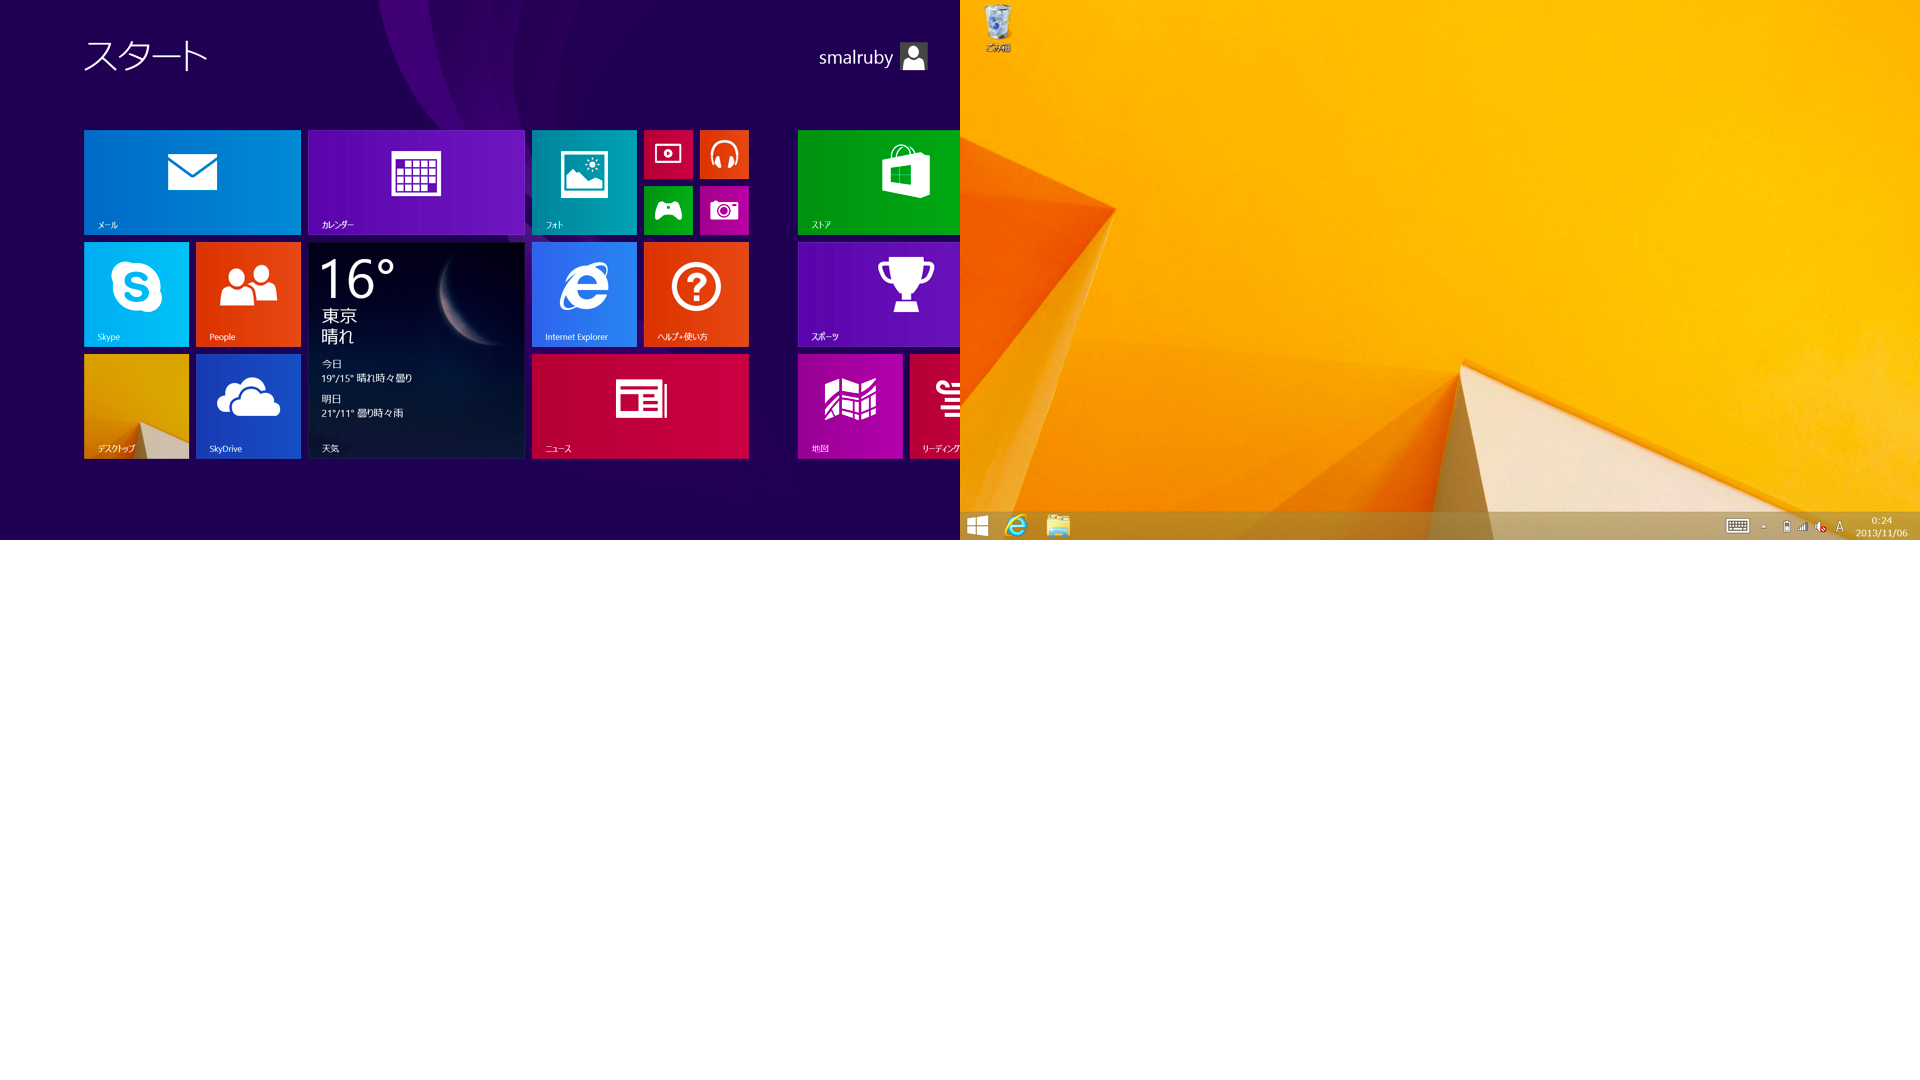 スタート
smalruby
メール
カレンダー
フォト
ストア
Skype
People
16°
東京
晴れ
今日
19°/15° 晴れ時々曇り
明日
21°/11° 曇り時々雨
天気
Internet Explorer
ヘルプ+使い方
スポーツ
デスクトップ
SkyDrive
ニュース
地図
リーディング
ごみ箱
A
0:24
2013/11/06